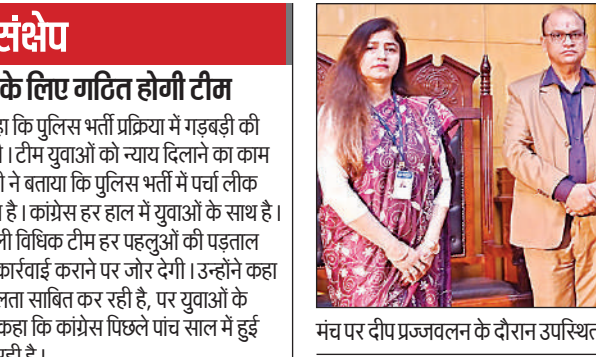 संक्षेप
के लिए गठित होगी टीम
कि पुलिस भर्ती प्रक्रिया में गड़बड़ी की
। टीम युवाओं को न्याय दिलाने का काम
ने बताया कि पुलिस भर्ती में पर्चा लीक
है । कांग्रेस हर हाल में युवाओं के साथ है ।
विधिक टीम हर पहलुओं की पड़ताल
कार्रवाई कराने पर जोर देगी । उन्होंने कहा
साबित कर रही है, पर युवाओं के
कहा कि कांग्रेस पिछले पांच साल में हुई
है ।
मंच पर दीप प्रज्जवलन के दौरान उपस्थित